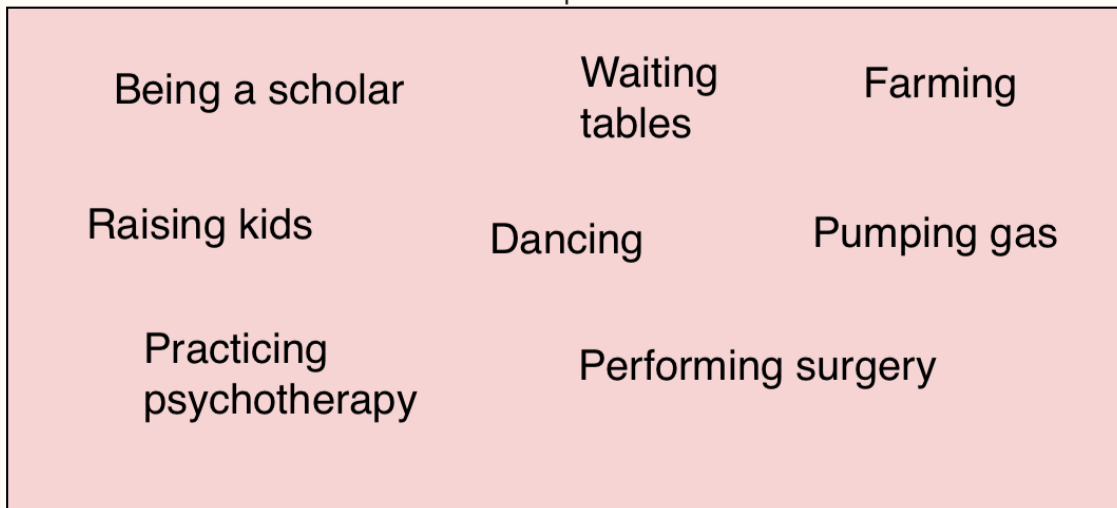 Being a scholar
Waiting
tables
Farming
Raising kids
Dancing
Pumping gas
Practicing
psychotherapy
Performing surgery